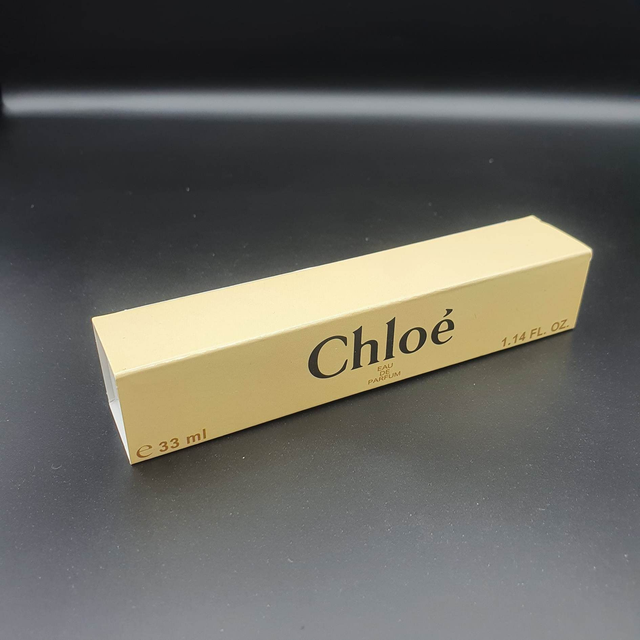 Chloé
EAU
DE
PARFUM
℮ 33 ml
1.14 FL. OZ.